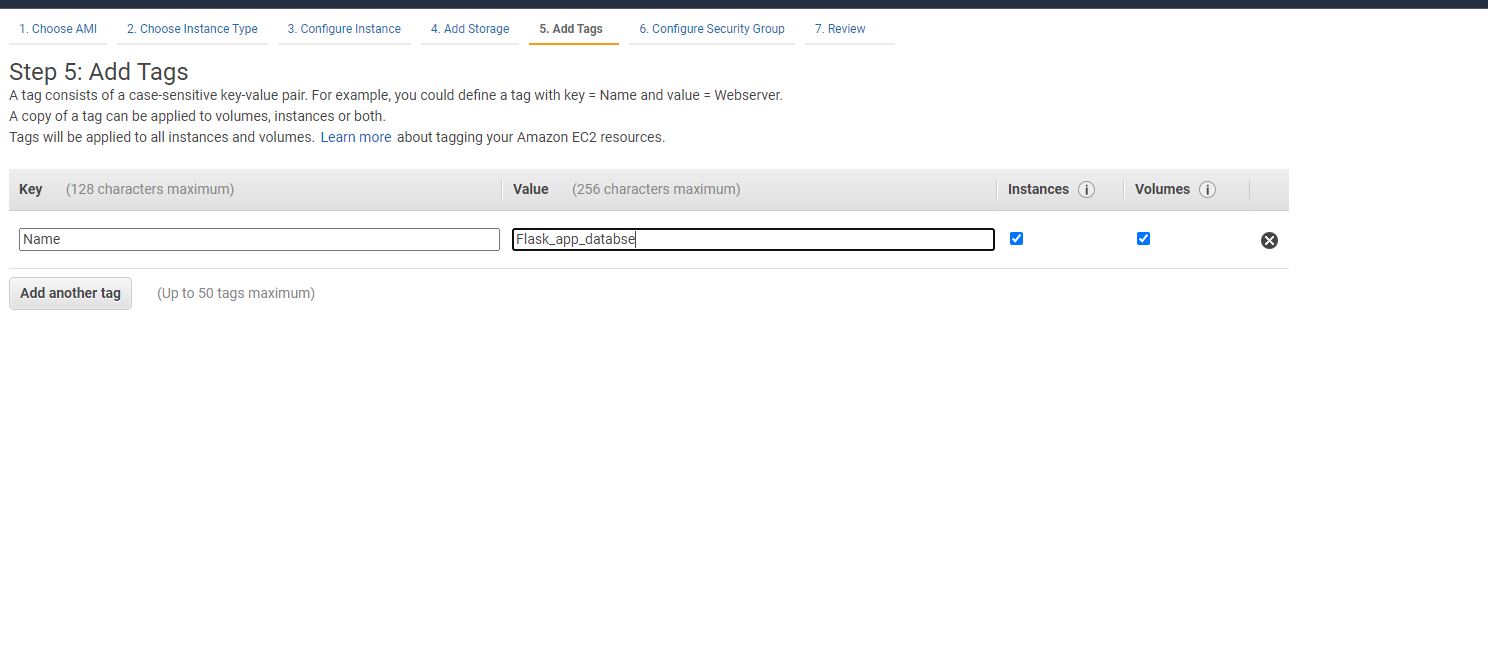 1. Choose AMI 2. Choose Instance Type 3. Configure Instance 4. Add Storage 5. Add Tags 6. Configure Security Group 7. Review
Step 5: Add Tags
A tag consists of a case-sensitive key-value pair. For example, you could define a tag with key = Name and value = Webserver.
A copy of a tag can be applied to volumes, instances or both.
Tags will be applied to all instances and volumes. Learn more about tagging your Amazon EC2 resources.
Key (128 characters maximum) Value (256 characters maximum) Instances i Volumes i
Name Flask_app_databse
Add another tag (Up to 50 tags maximum)